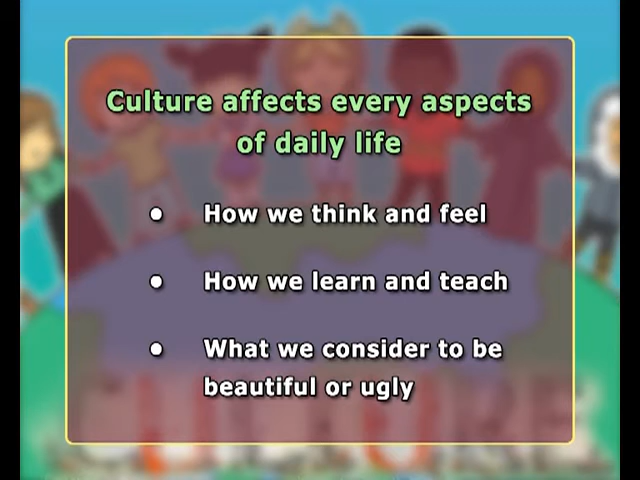 Culture affects every aspects
of daily life
• How we think and feel
• How we learn and teach
• What we consider to be
beautiful or ugly